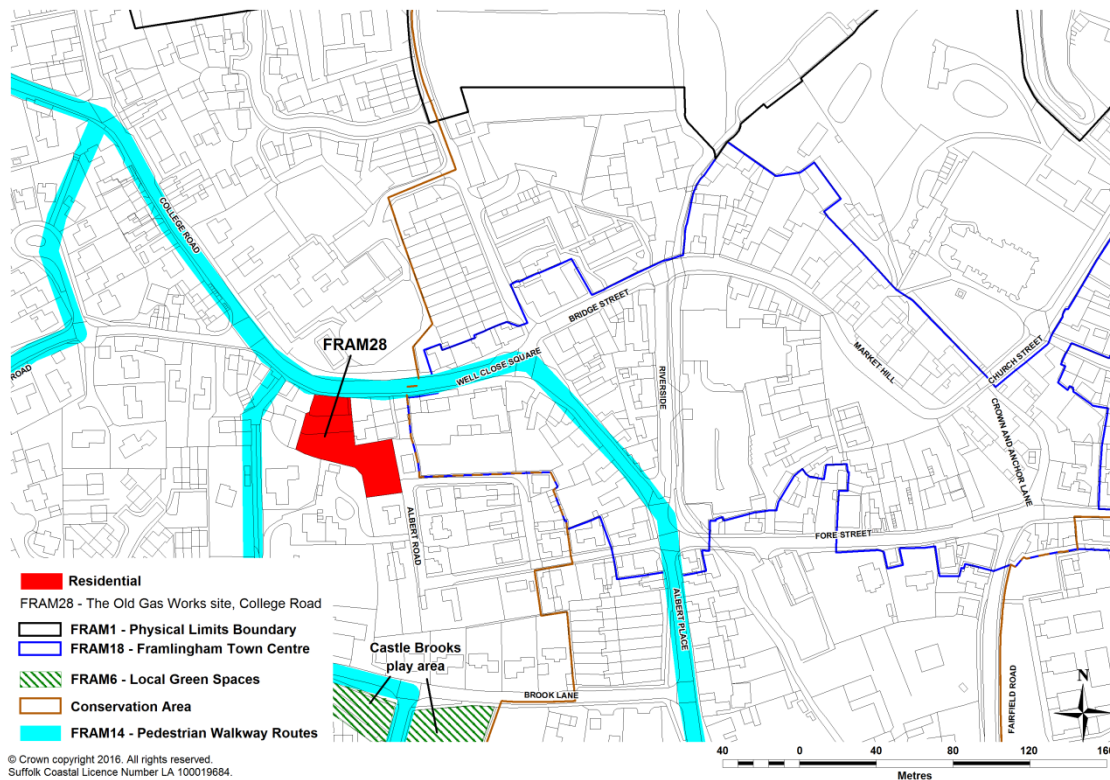 COLLEGE ROAD
FRAM28
BRIDGE STREET
WELL CLOSE SQUARE
RIVERSIDE
MARKET HILL
CHURCH STREET
CROWN AND ANCHOR LANE
ROAD
ALBERT ROAD
FORE STREET
ALBERT PLACE
FAIRFIELD ROAD
BROOK LANE
Castle Brooks
play area
Residential
FRAM28 - The Old Gas Works site, College Road
FRAM1 - Physical Limits Boundary
FRAM18 - Framlingham Town Centre
FRAM6 - Local Green Spaces
Conservation Area
FRAM14 - Pedestrian Walkway Routes
N
40 0 40 80 120 160
Metres
© Crown copyright 2016. All rights reserved.
Suffolk Coastal Licence Number LA 100019684.